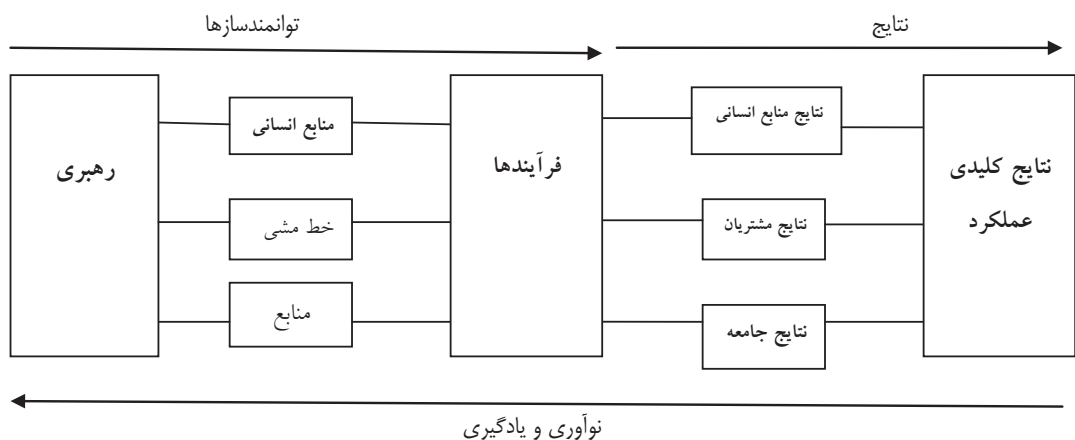 توانمندسازها
نتایج
رهبری
منابع انسانی
خط مشی
منابع
فرآیندها
نتایج منابع انسانی
نتایج مشتریان
نتایج جامعه
نتایج کلیدی
عملکرد
نوآوری و یادگیری